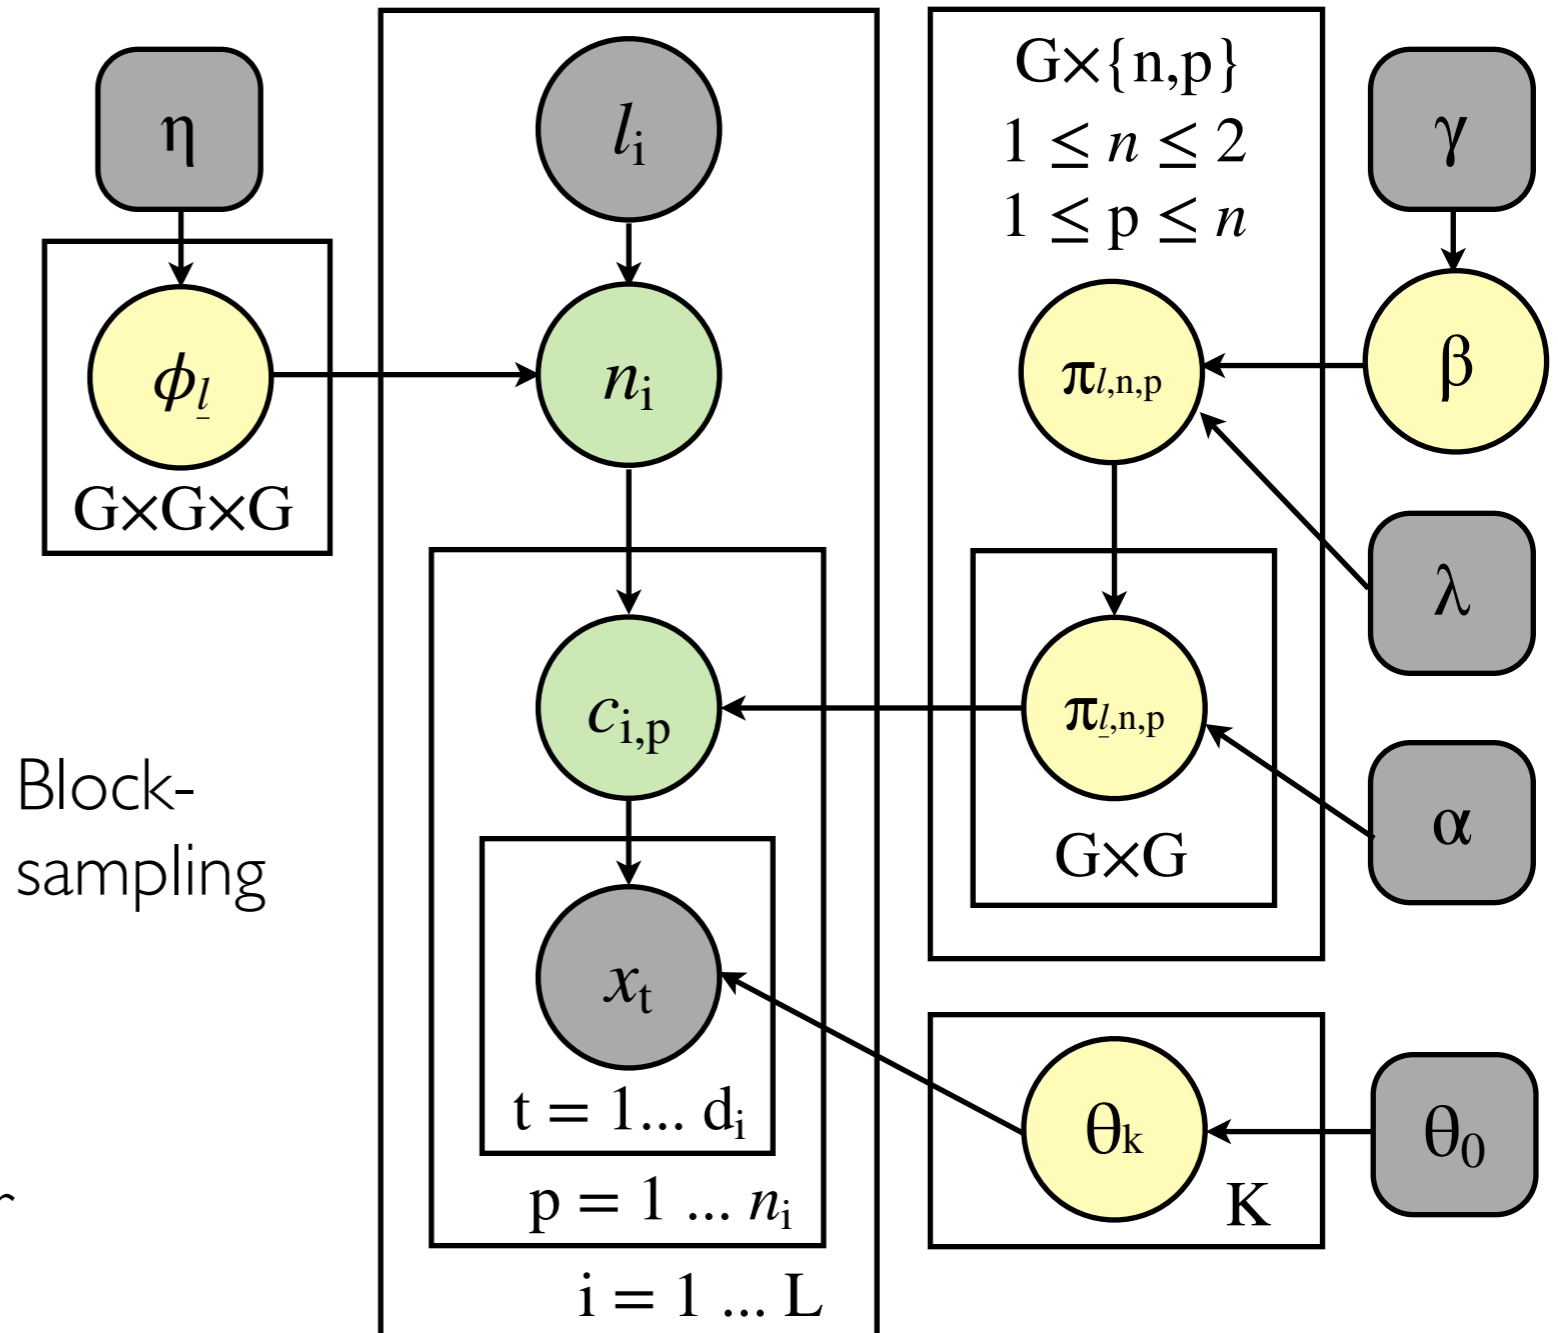 η
ϕ_l̲
G×G×G
l_i
n_i
c_i,p
x_t
t = 1... d_i
p = 1 ... n_i
i = 1 ... L
G×{n,p}
1 ≤ n ≤ 2
1 ≤ p ≤ n
π_l,n,p
π_l̲,n,p
G×G
γ
β
λ
α
θ_k
K
θ_0
Block-
sampling